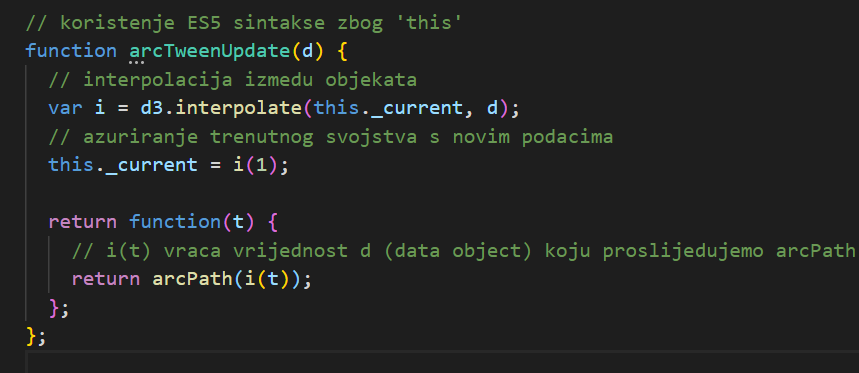 // koristenje ES5 sintakse zbog 'this'
function arcTweenUpdate(d) {
// interpolacija izmedu objekata
var i = d3.interpolate(this._current, d);
// azuriranje trenutnog svojstva s novim podacima
this._current = i(1);
return function(t) {
// i(t) vraca vrijednost d (data object) koju proslijedujemo arcPath
return arcPath(i(t));
};
};